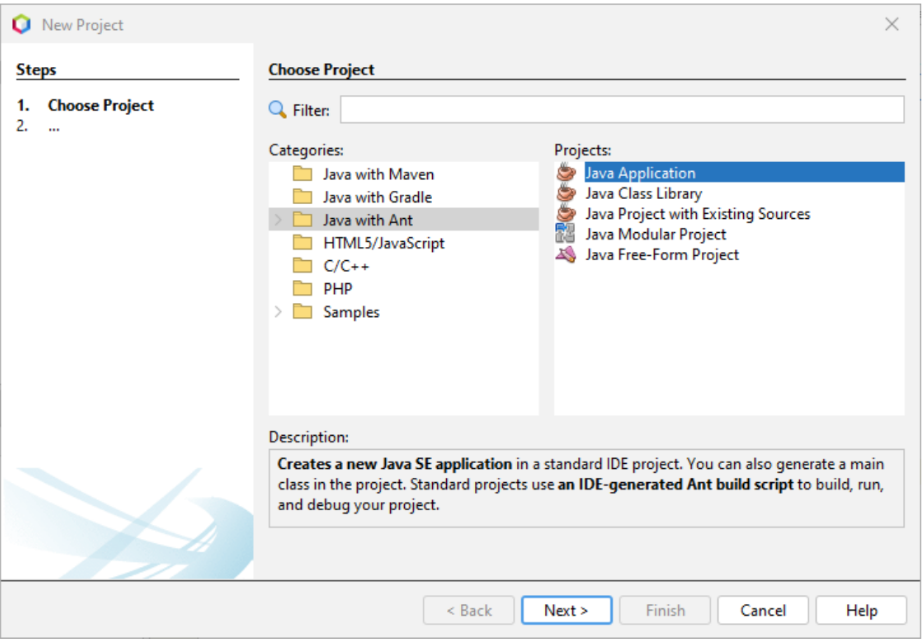 New Project
Steps
1. Choose Project
2. ...
Choose Project
Filter:
Categories:
Java with Maven
Java with Gradle
Java with Ant
HTML5/JavaScript
C/C++
PHP
Samples
Projects:
Java Application
Java Class Library
Java Project with Existing Sources
Java Modular Project
Java Free-Form Project
Description:
Creates a new Java SE application in a standard IDE project. You can also generate a main
class in the project. Standard projects use an IDE-generated Ant build script to build, run,
and debug your project.
< Back
Next >
Finish
Cancel
Help